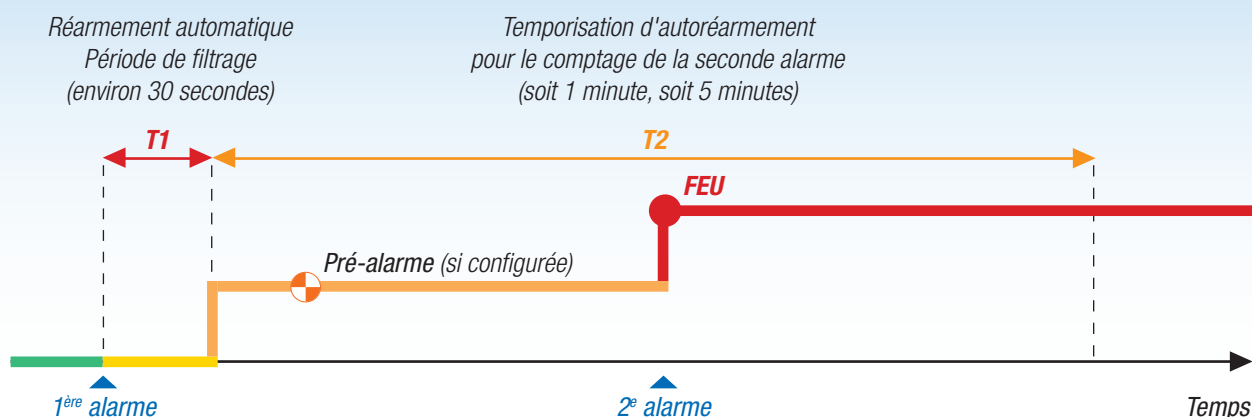 Réarmement automatique
Période de filtrage
(environ 30 secondes)
Temporisation d'autoréarmement
pour le comptage de la seconde alarme
(soit 1 minute, soit 5 minutes)
T1
T2
FEU
Pré-alarme (si configurée)
1ère alarme
2e alarme
Temps